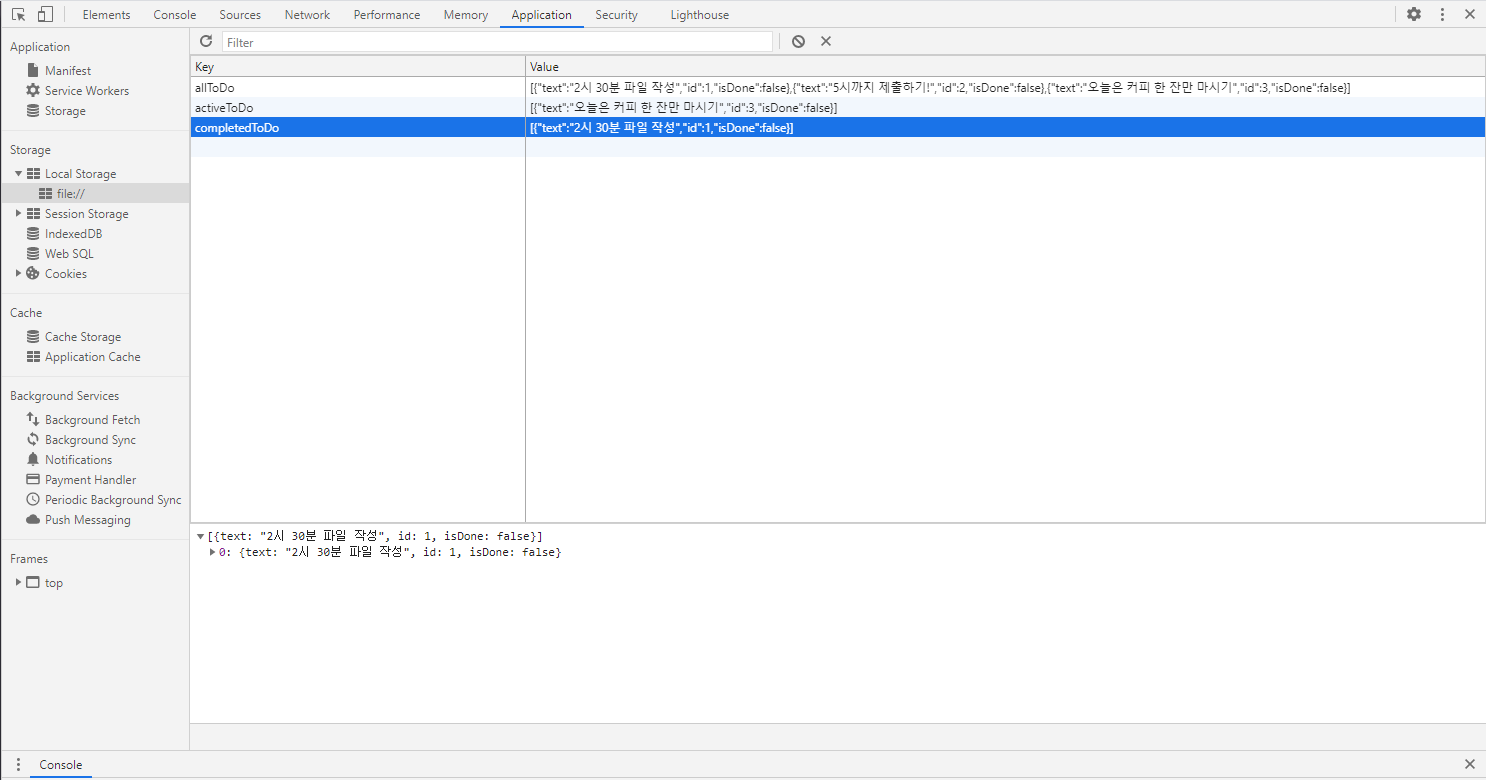 Elements Console Sources Network Performance Memory Application Security Lighthouse
Application
Manifest
Service Workers
Storage
Storage
Local Storage
file://
Session Storage
IndexedDB
Web SQL
Cookies
Cache
Cache Storage
Application Cache
Background Services
Background Fetch
Background Sync
Notifications
Payment Handler
Periodic Background Sync
Push Messaging
Frames
top
Filter
Key Value
allToDo [{"text":"2시 30분 파일 작성","id":1,"isDone":false},{"text":"5시까지 제출하기!","id":2,"isDone":false},{"text":"오늘은 커피 한 잔만 마시기","id":3,"isDone":false}]
activeToDo [{"text":"오늘은 커피 한 잔만 마시기","id":3,"isDone":false}]
completedToDo [{"text":"2시 30분 파일 작성","id":1,"isDone":false}]
[{text: "2시 30분 파일 작성", id: 1, isDone: false}]
0: {text: "2시 30분 파일 작성", id: 1, isDone: false}
Console